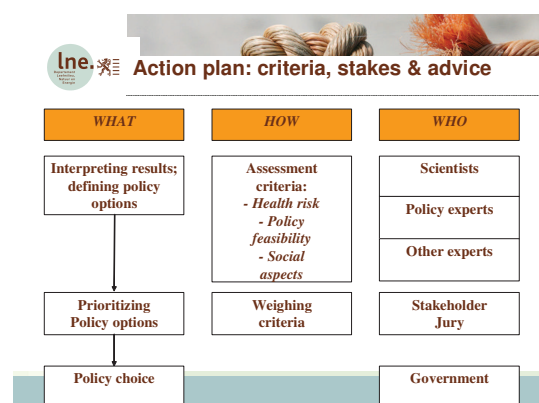 lne.
Action plan: criteria, stakes & advice
WHAT
HOW
WHO
Interpreting results;
defining policy
options
Assessment
criteria:
- Health risk
- Policy
feasibility
- Social
aspects
Scientists
Policy experts
Other experts
Prioritizing
Policy options
Weighing
criteria
Stakeholder
Jury
Policy choice
Government